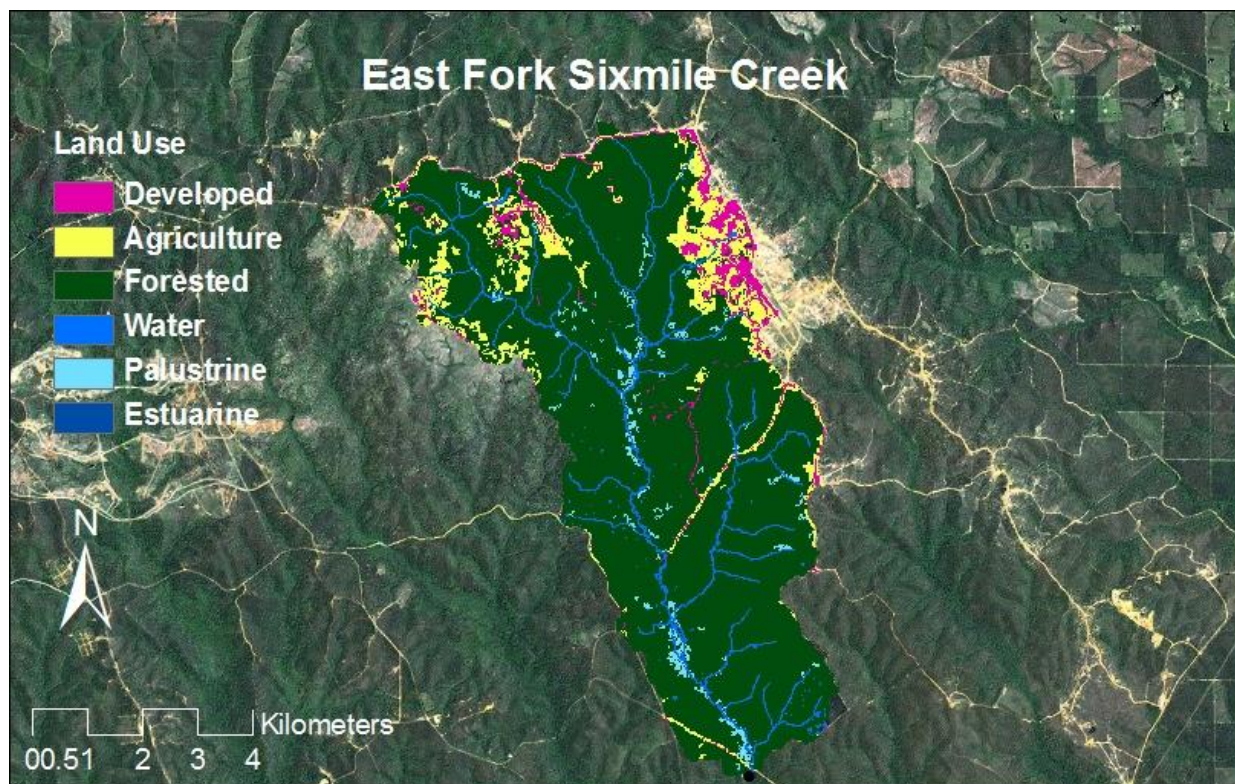 East Fork Sixmile Creek
Land Use
Developed
Agriculture
Forested
Water
Palustrine
Estuarine
N
Kilometers
00.51 2 3 4